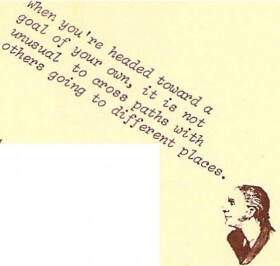 When you're headed toward a
goal of your own, it is not
unusual to cross paths with
others going to different places.